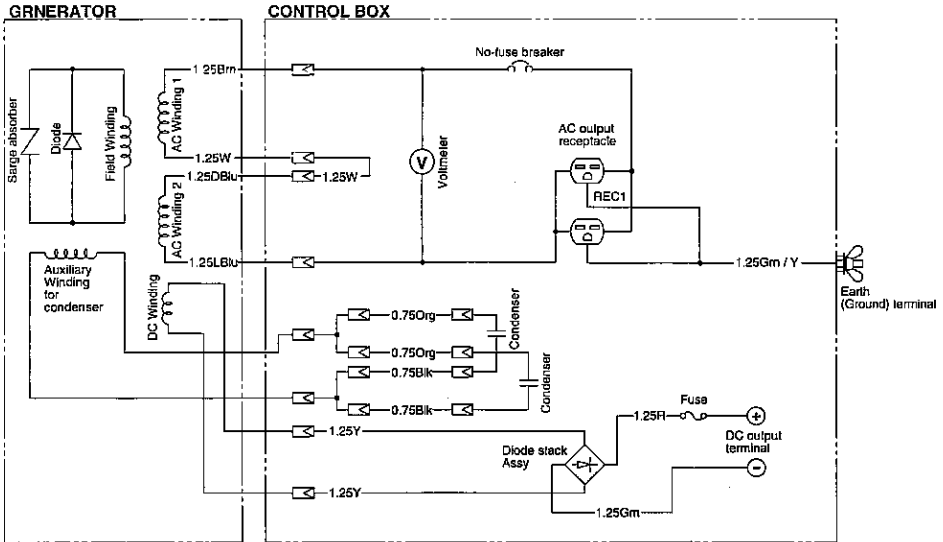 GRNERATOR
CONTROL BOX
No-fuse breaker
1.25Brn
Sarge absorber
Diode
Field Winding
AC Winding 1
Voltmeter
V
AC output
receptacte
1.25W
1.25DBlu
1.25W
REC1
AC Winding 2
1.25LBlu
1.25Grn / Y
Earth
(Ground) terminal
Auxiliary
Winding
for
condenser
DC Winding
0.75Org
Condenser
0.75Org
0.75Blk
Condenser
0.75Blk
1.25Y
Fuse
1.25R
+
DC output
terminal
-
Diode stack
Assy
1.25Y
1.25Grn